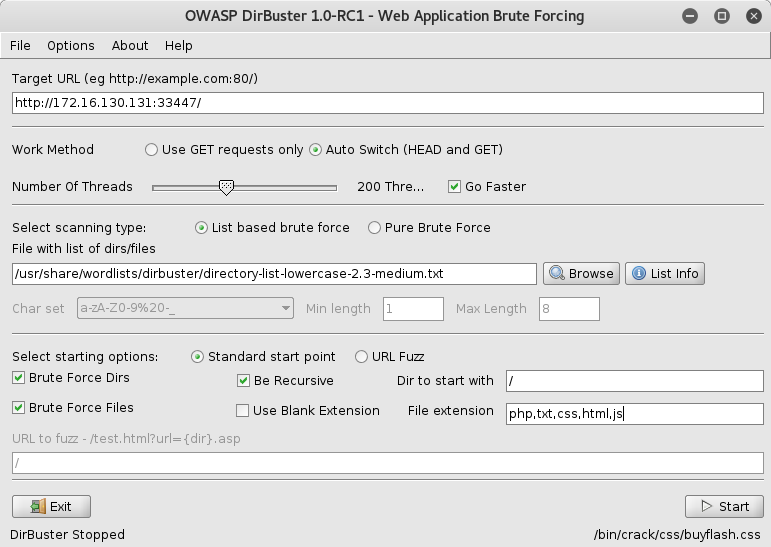 OWASP DirBuster 1.0-RC1 - Web Application Brute Forcing
File Options About Help
Target URL (eg http://example.com:80/)
http://172.16.130.131:33447/
Work Method Use GET requests only Auto Switch (HEAD and GET)
Number Of Threads 200 Thre... Go Faster
Select scanning type: List based brute force Pure Brute Force
File with list of dirs/files
/usr/share/wordlists/dirbuster/directory-list-lowercase-2.3-medium.txt Browse List Info
Char set a-zA-Z0-9%20-_ Min length 1 Max Length 8
Select starting options: Standard start point URL Fuzz
Brute Force Dirs Be Recursive Dir to start with /
Brute Force Files Use Blank Extension File extension php,txt,css,html,js
URL to fuzz - /test.html?url={dir}.asp
/
Exit Start
DirBuster Stopped /bin/crack/css/buyflash.css